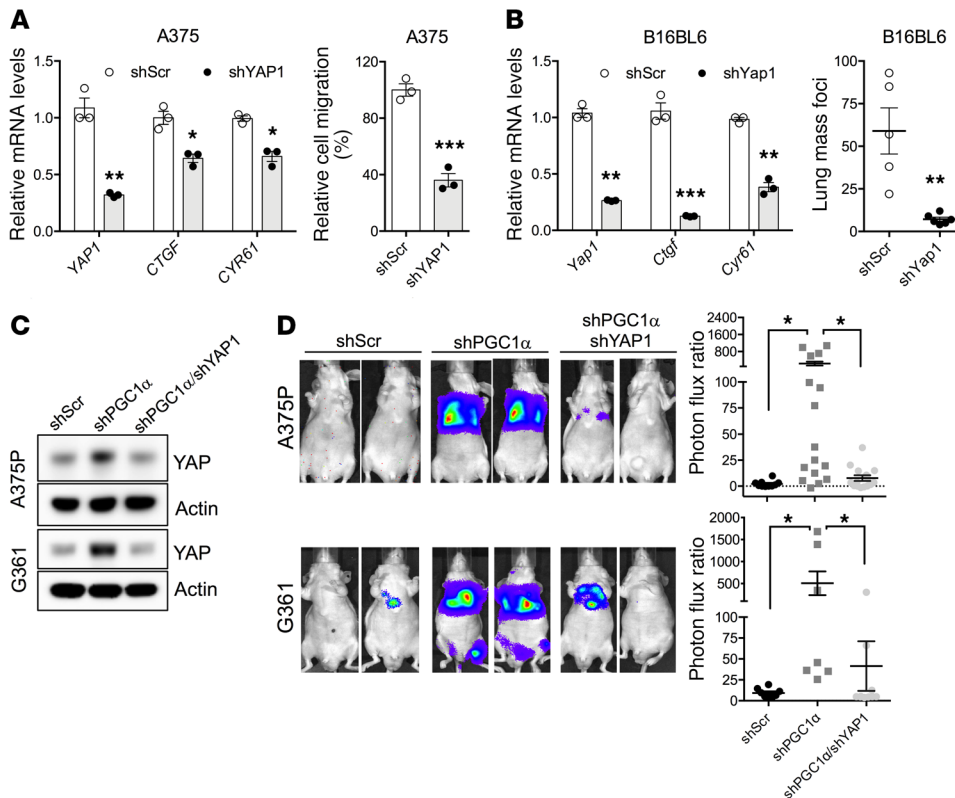 A
A375
Relative mRNA levels
1.5
1.0
0.5
0.0
shScr
shYAP1
**
*
*
YAP1
CTGF
CYR61
A375
Relative cell migration
(%)
120
80
40
0
***
shScr
shYAP1
B
B16BL6
Relative mRNA levels
1.5
1.0
0.5
0.0
shScr
shYap1
**
***
**
Yap1
Ctgf
Cyr61
B16BL6
Lung mass foci
100
75
50
25
0
**
shScr
shYap1
C
shScr
shPGC1α
shPGC1α/shYAP1
A375P
YAP
Actin
G361
YAP
Actin
D
shScr
shPGC1α
shPGC1α
shYAP1
A375P
G361
Photon flux ratio
2400
1600
800
100
50
0
*
*
Photon flux ratio
2000
1500
1000
500
100
75
50
25
0
*
*
shScr
shPGC1α
shPGC1α/shYAP1